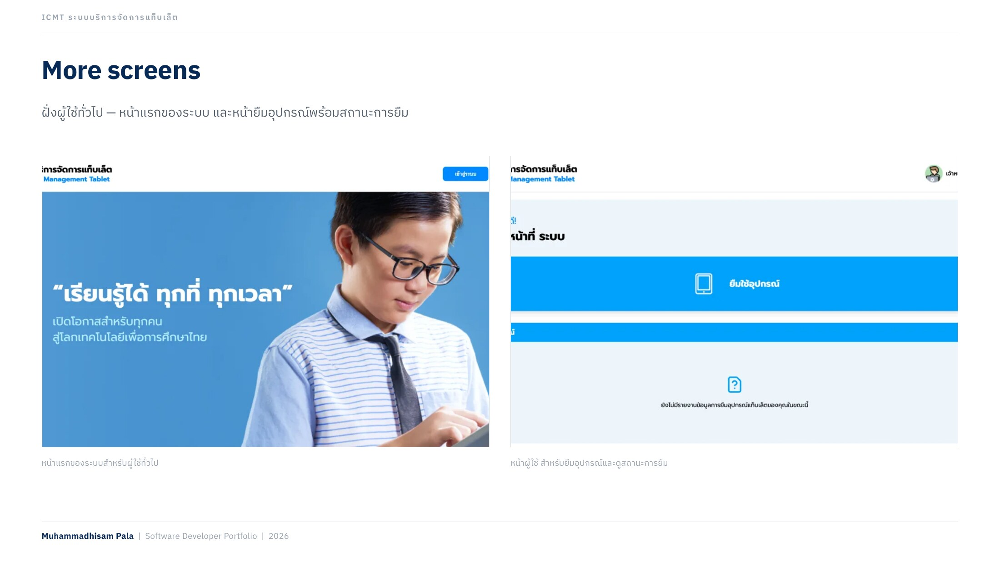 ICMT ระบบบริการจัดการแท็บเล็ต
More screens
ฝั่งผู้ใช้ทั่วไป — หน้าแรกของระบบ และหน้ายืมอุปกรณ์พร้อมสถานะการยืม
การจัดการแท็บเล็ต
Management Tablet
เข้าสู่ระบบ
“เรียนรู้ได้ ทุกที่ ทุกเวลา”
เปิดโอกาสสำหรับทุกคน
สู่โลกเทคโนโลยีเพื่อการศึกษาไทย
หน้าแรกของระบบสำหรับผู้ใช้ทั่วไป
ารจัดการแท็บเล็ต
anagement Tablet
เจ้าห
ดี!
หน้าที่ ระบบ
ยืมใช้อุปกรณ์
ยังไม่มีรายงานข้อมูลการยืมอุปกรณ์แท็บเล็ตของคุณในขณะนี้
หน้าผู้ใช้ สำหรับยืมอุปกรณ์และดูสถานะการยืม
Muhammadhisam Pala | Software Developer Portfolio | 2026